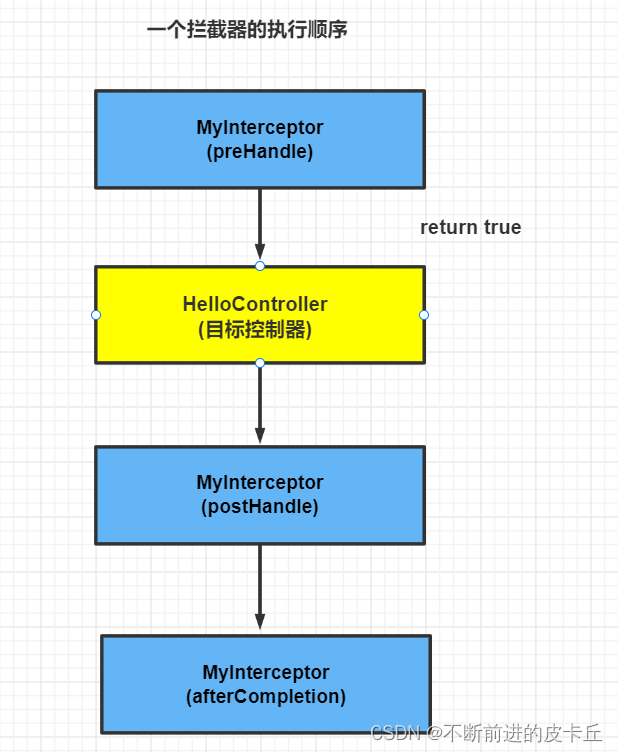 一个拦截器的执行顺序
MyInterceptor
(preHandle)
return true
HelloController
(目标控制器)
MyInterceptor
(postHandle)
MyInterceptor
(afterCompletion)
CSDN @不断前进的皮卡丘